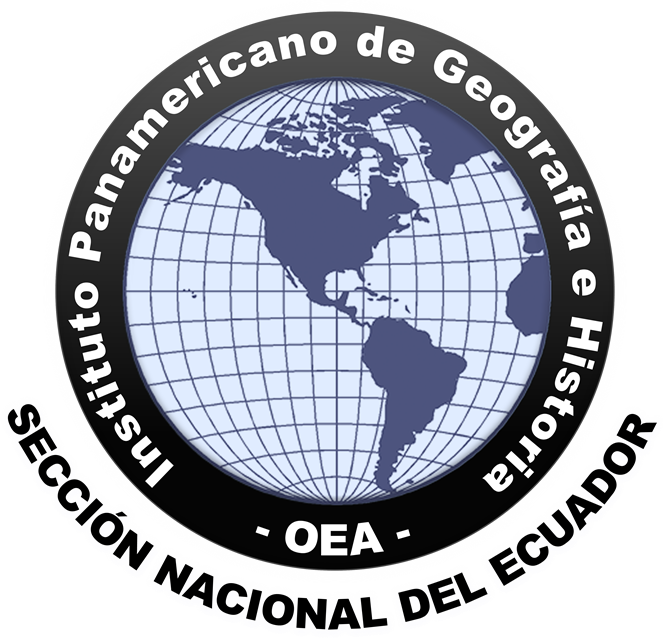 Instituto Panamericano de Geografía e Historia
- OEA -
SECCIÓN NACIONAL DEL ECUADOR